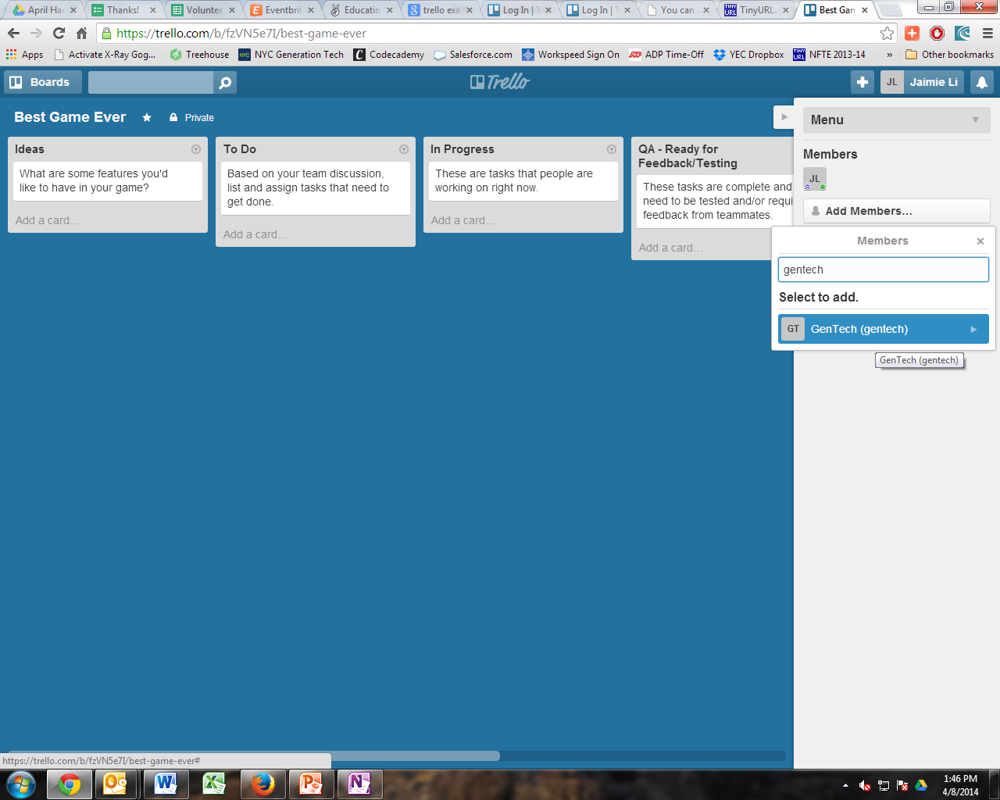 April Ha
Thanks!
Voluntee
Eventbri
Educatio
trello exa
Log In | T
Log In | T
You can
TinyURL.
Best Gam
https://trello.com/b/fzVN5e7I/best-game-ever
Apps
Activate X-Ray Gog...
Treehouse
NYC Generation Tech
Codecademy
Salesforce.com
Workspeed Sign On
ADP Time-Off
YEC Dropbox
NFTE 2013-14
»
Other bookmarks
Boards
Trello
JL
Jaimie Li
Best Game Ever
Private
Ideas
What are some features you'd
like to have in your game?
Add a card...
To Do
Based on your team discussion,
list and assign tasks that need to
get done.
Add a card...
In Progress
These are tasks that people are
working on right now.
Add a card...
QA - Ready for
Feedback/Testing
These tasks are complete and
need to be tested and/or requi
feedback from teammates.
Add a card...
Menu
Members
JL
Add Members...
Members
gentech
Select to add.
GT
GenTech (gentech)
GenTech (gentech)
https://trello.com/b/fzVN5e7I/best-game-ever#
1:46 PM
4/8/2014